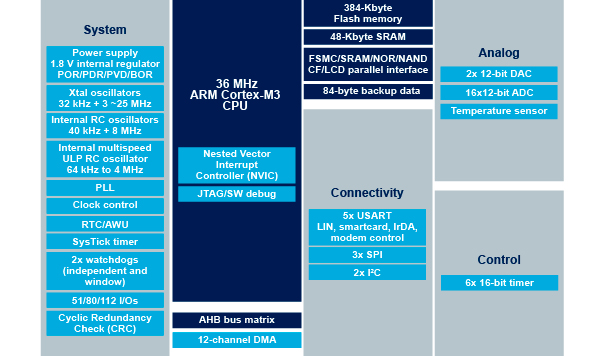 System
Power supply
1.8 V internal regulator
POR/PDR/PVD/BOR
Xtal oscillators
32 kHz + 3 ~25 MHz
Internal RC oscillators
40 kHz + 8 MHz
Internal multispeed
ULP RC oscillator
64 kHz to 4 MHz
PLL
Clock control
RTC/AWU
SysTick timer
2x watchdogs
(independent and
window)
51/80/112 I/Os
Cyclic Redundancy
Check (CRC)
36 MHz
ARM Cortex-M3
CPU
Nested Vector
Interrupt
Controller (NVIC)
JTAG/SW debug
AHB bus matrix
12-channel DMA
384-Kbyte
Flash memory
48-Kbyte SRAM
FSMC/SRAM/NOR/NAND
CF/LCD parallel interface
84-byte backup data
Connectivity
5x USART
LIN, smartcard, IrDA,
modem control
3x SPI
2x I²C
Analog
2x 12-bit DAC
16x12-bit ADC
Temperature sensor
Control
6x 16-bit timer